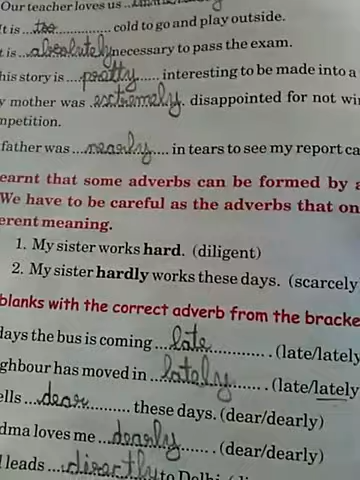 Our teacher loves us
It is ...too... cold to go and play outside.
t is ...absolutely necessary to pass the exam.
his story is ...pratty... interesting to be made into a
y mother was extremely. disappointed for not win
mpetition.
father was ...nearly... in tears to see my report ca
earnt that some adverbs can be formed by a
We have to be careful as the adverbs that on
erent meaning.
1. My sister works hard. (diligent)
2. My sister hardly works these days. (scarcely
blanks with the correct adverb from the bracke
days the bus is coming ...late... . (late/lately
ghbour has moved in ...lately... . (late/lately
ells ...dear... these days. (dear/dearly)
dma loves me ...dearly... . (dear/dearly)
l leads ...directly to Delhi.